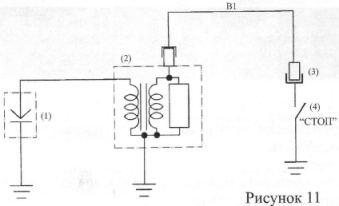 B1
(2)
(3)
(1)
(4)
“СТОП”
Рисунок 11